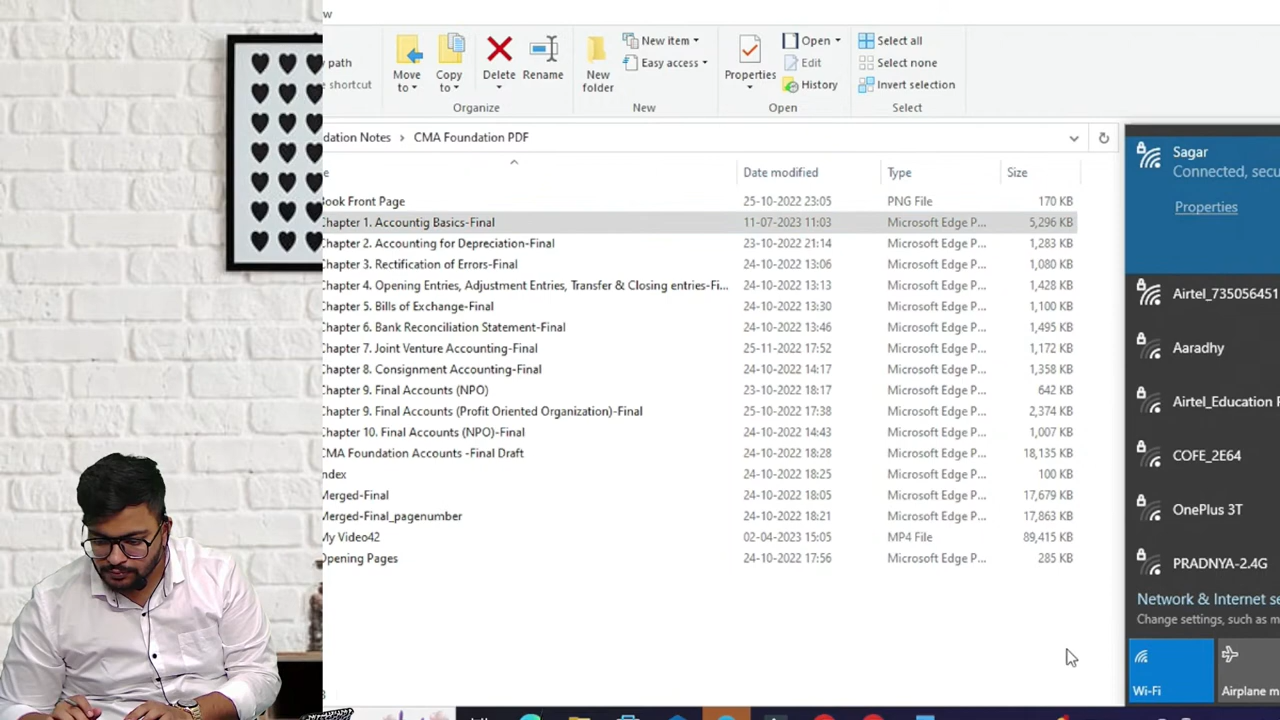 w
path
shortcut
Move
to
Copy
to
Delete
Rename
Organize
New
folder
New item
Easy access
New
Properties
Open
Edit
History
Open
Select all
Select none
Invert selection
Select
dation Notes › CMA Foundation PDF
e Date modified Type Size
Book Front Page 25-10-2022 23:05 PNG File 170 KB
Chapter 1. Accountig Basics-Final 11-07-2023 11:03 Microsoft Edge P... 5,296 KB
Chapter 2. Accounting for Depreciation-Final 23-10-2022 21:14 Microsoft Edge P... 1,283 KB
Chapter 3. Rectification of Errors-Final 24-10-2022 13:06 Microsoft Edge P... 1,080 KB
Chapter 4. Opening Entries, Adjustment Entries, Transfer & Closing entries-Fi... 24-10-2022 13:13 Microsoft Edge P... 1,428 KB
Chapter 5. Bills of Exchange-Final 24-10-2022 13:30 Microsoft Edge P... 1,100 KB
Chapter 6. Bank Reconciliation Statement-Final 24-10-2022 13:46 Microsoft Edge P... 1,495 KB
Chapter 7. Joint Venture Accounting-Final 25-11-2022 17:52 Microsoft Edge P... 1,172 KB
Chapter 8. Consignment Accounting-Final 24-10-2022 14:17 Microsoft Edge P... 1,358 KB
Chapter 9. Final Accounts (NPO) 23-10-2022 18:17 Microsoft Edge P... 642 KB
Chapter 9. Final Accounts (Profit Oriented Organization)-Final 25-10-2022 17:38 Microsoft Edge P... 2,374 KB
Chapter 10. Final Accounts (NPO)-Final 24-10-2022 14:43 Microsoft Edge P... 1,007 KB
CMA Foundation Accounts -Final Draft 24-10-2022 18:28 Microsoft Edge P... 18,135 KB
Index 24-10-2022 18:25 Microsoft Edge P... 100 KB
Merged-Final 24-10-2022 18:05 Microsoft Edge P... 17,679 KB
Merged-Final_pagenumber 24-10-2022 18:21 Microsoft Edge P... 17,863 KB
My Video42 02-04-2023 15:05 MP4 File 89,415 KB
Opening Pages 24-10-2022 17:56 Microsoft Edge P... 285 KB
Sagar
Connected, secu
Properties
Airtel_735056451
Aaradhy
Airtel_Education
COFE_2E64
OnePlus 3T
PRADNYA-2.4G
Network & Internet se
Change settings, such as m
Wi-Fi
Airplane m